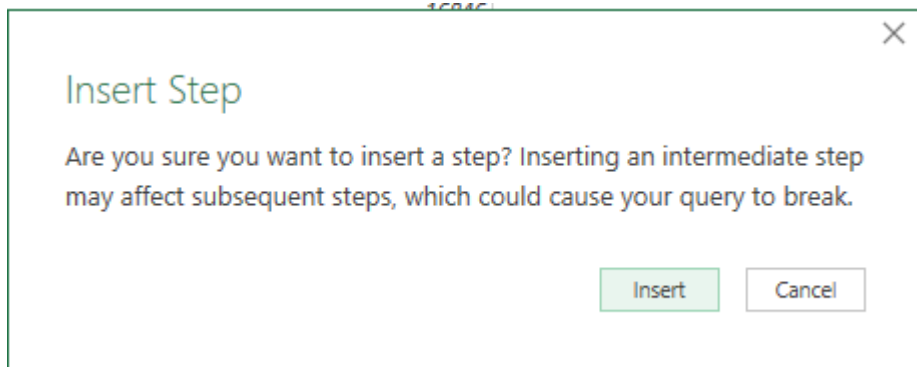 Insert Step
Are you sure you want to insert a step? Inserting an intermediate step
may affect subsequent steps, which could cause your query to break.
Insert Cancel